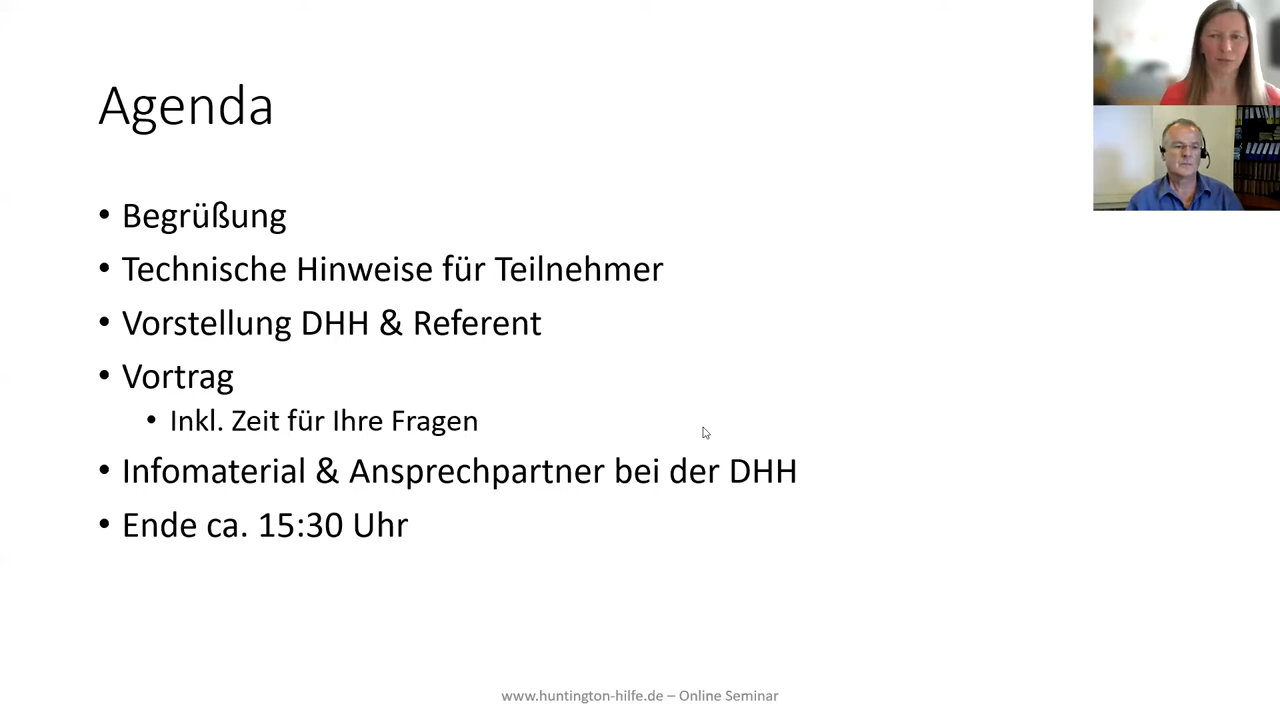 Agenda
• Begrüßung
• Technische Hinweise für Teilnehmer
• Vorstellung DHH & Referent
• Vortrag
• Inkl. Zeit für Ihre Fragen
• Infomaterial & Ansprechpartner bei der DHH
• Ende ca. 15:30 Uhr
www.huntington-hilfe.de – Online Seminar